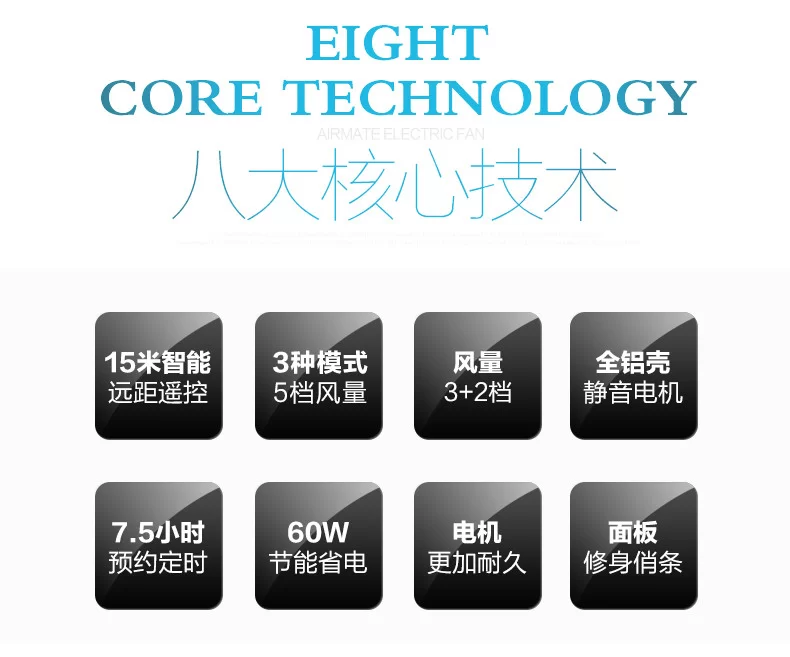 EIGHT
CORE TECHNOLOGY
AIRMATE ELECTRIC FAN
八大核心技术
15米智能
远距遥控
3种模式
5档风量
风量
3+2档
全铝壳
静音电机
7.5小时
预约定时
60W
节能省电
电机
更加耐久
面板
修身俏条